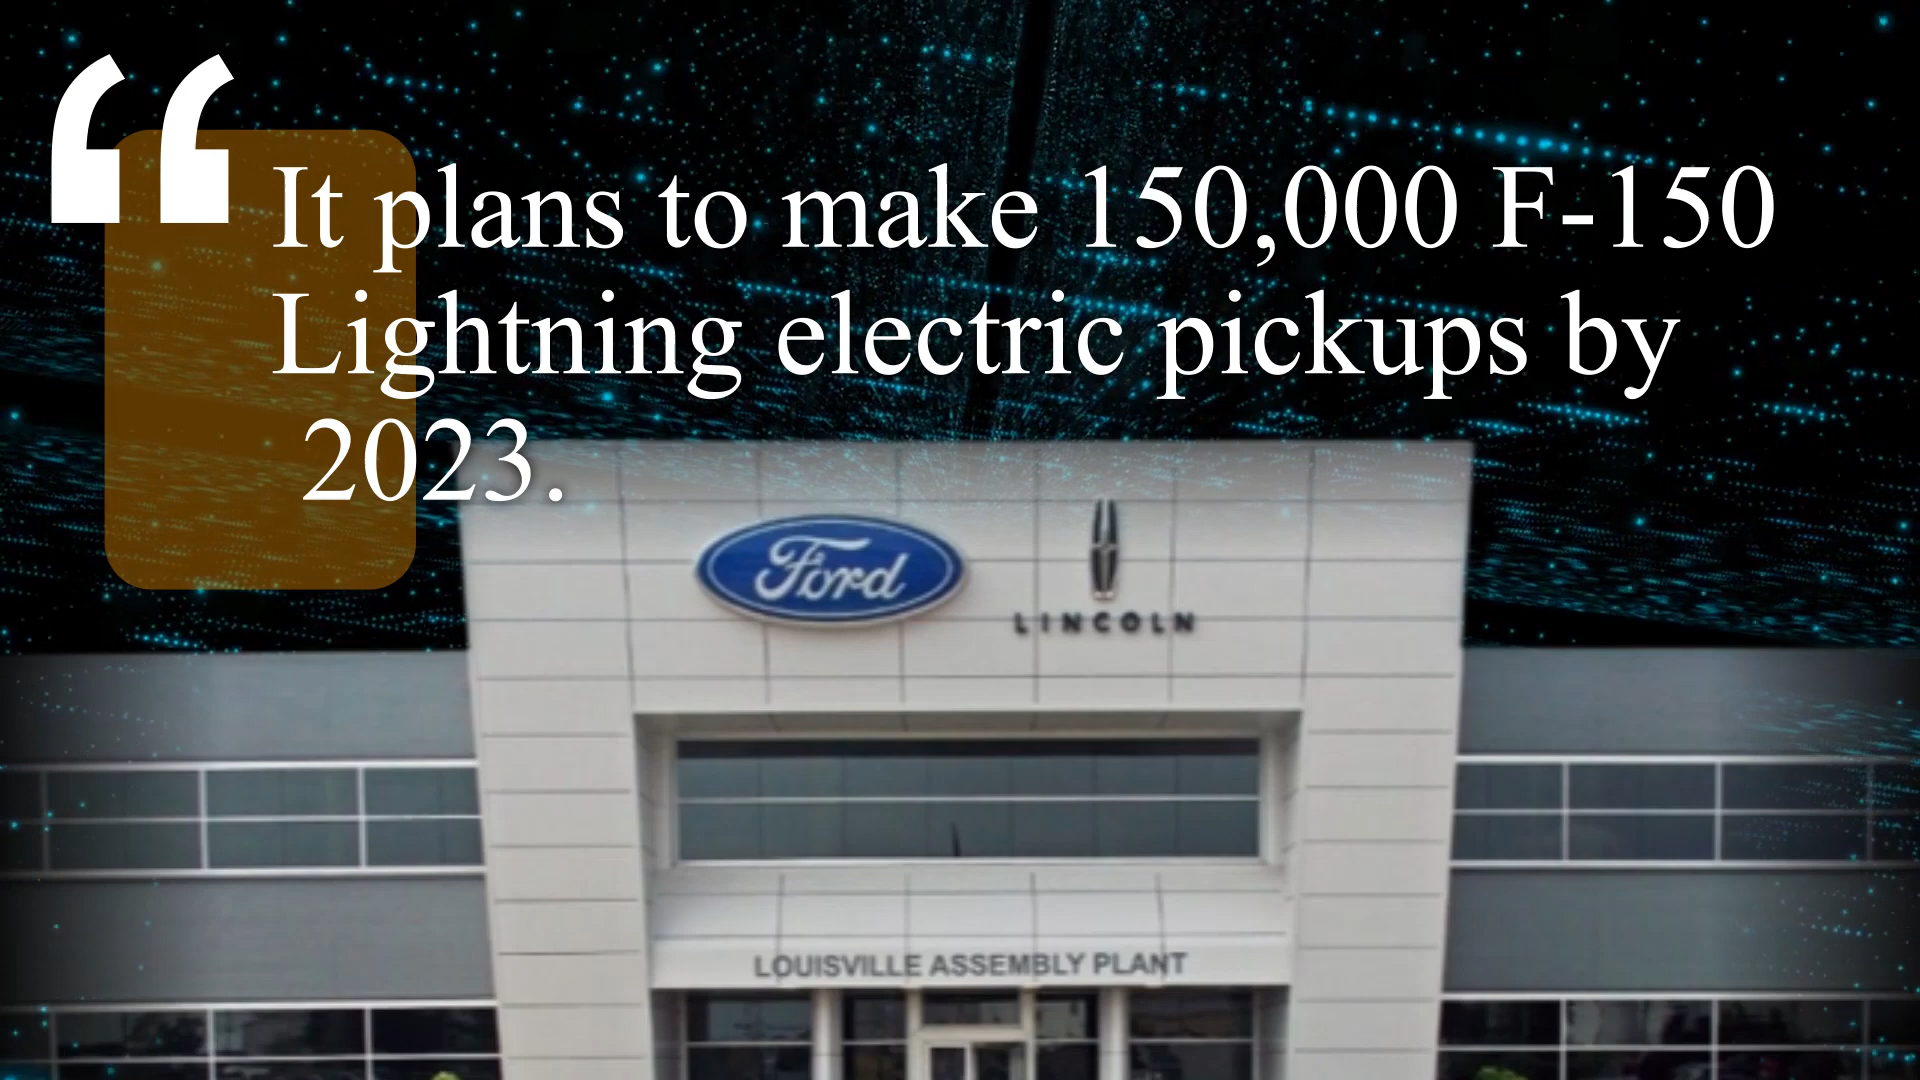 “
It plans to make 150,000 F-150
Lightning electric pickups by
2023.
Ford
LINCOLN
LOUISVILLE ASSEMBLY PLANT